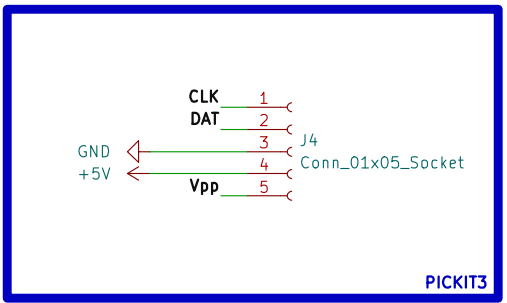 CLK 1
DAT 2
J4
GND 3
Conn_01x05_Socket
+5V 4
Vpp 5
PICKIT3